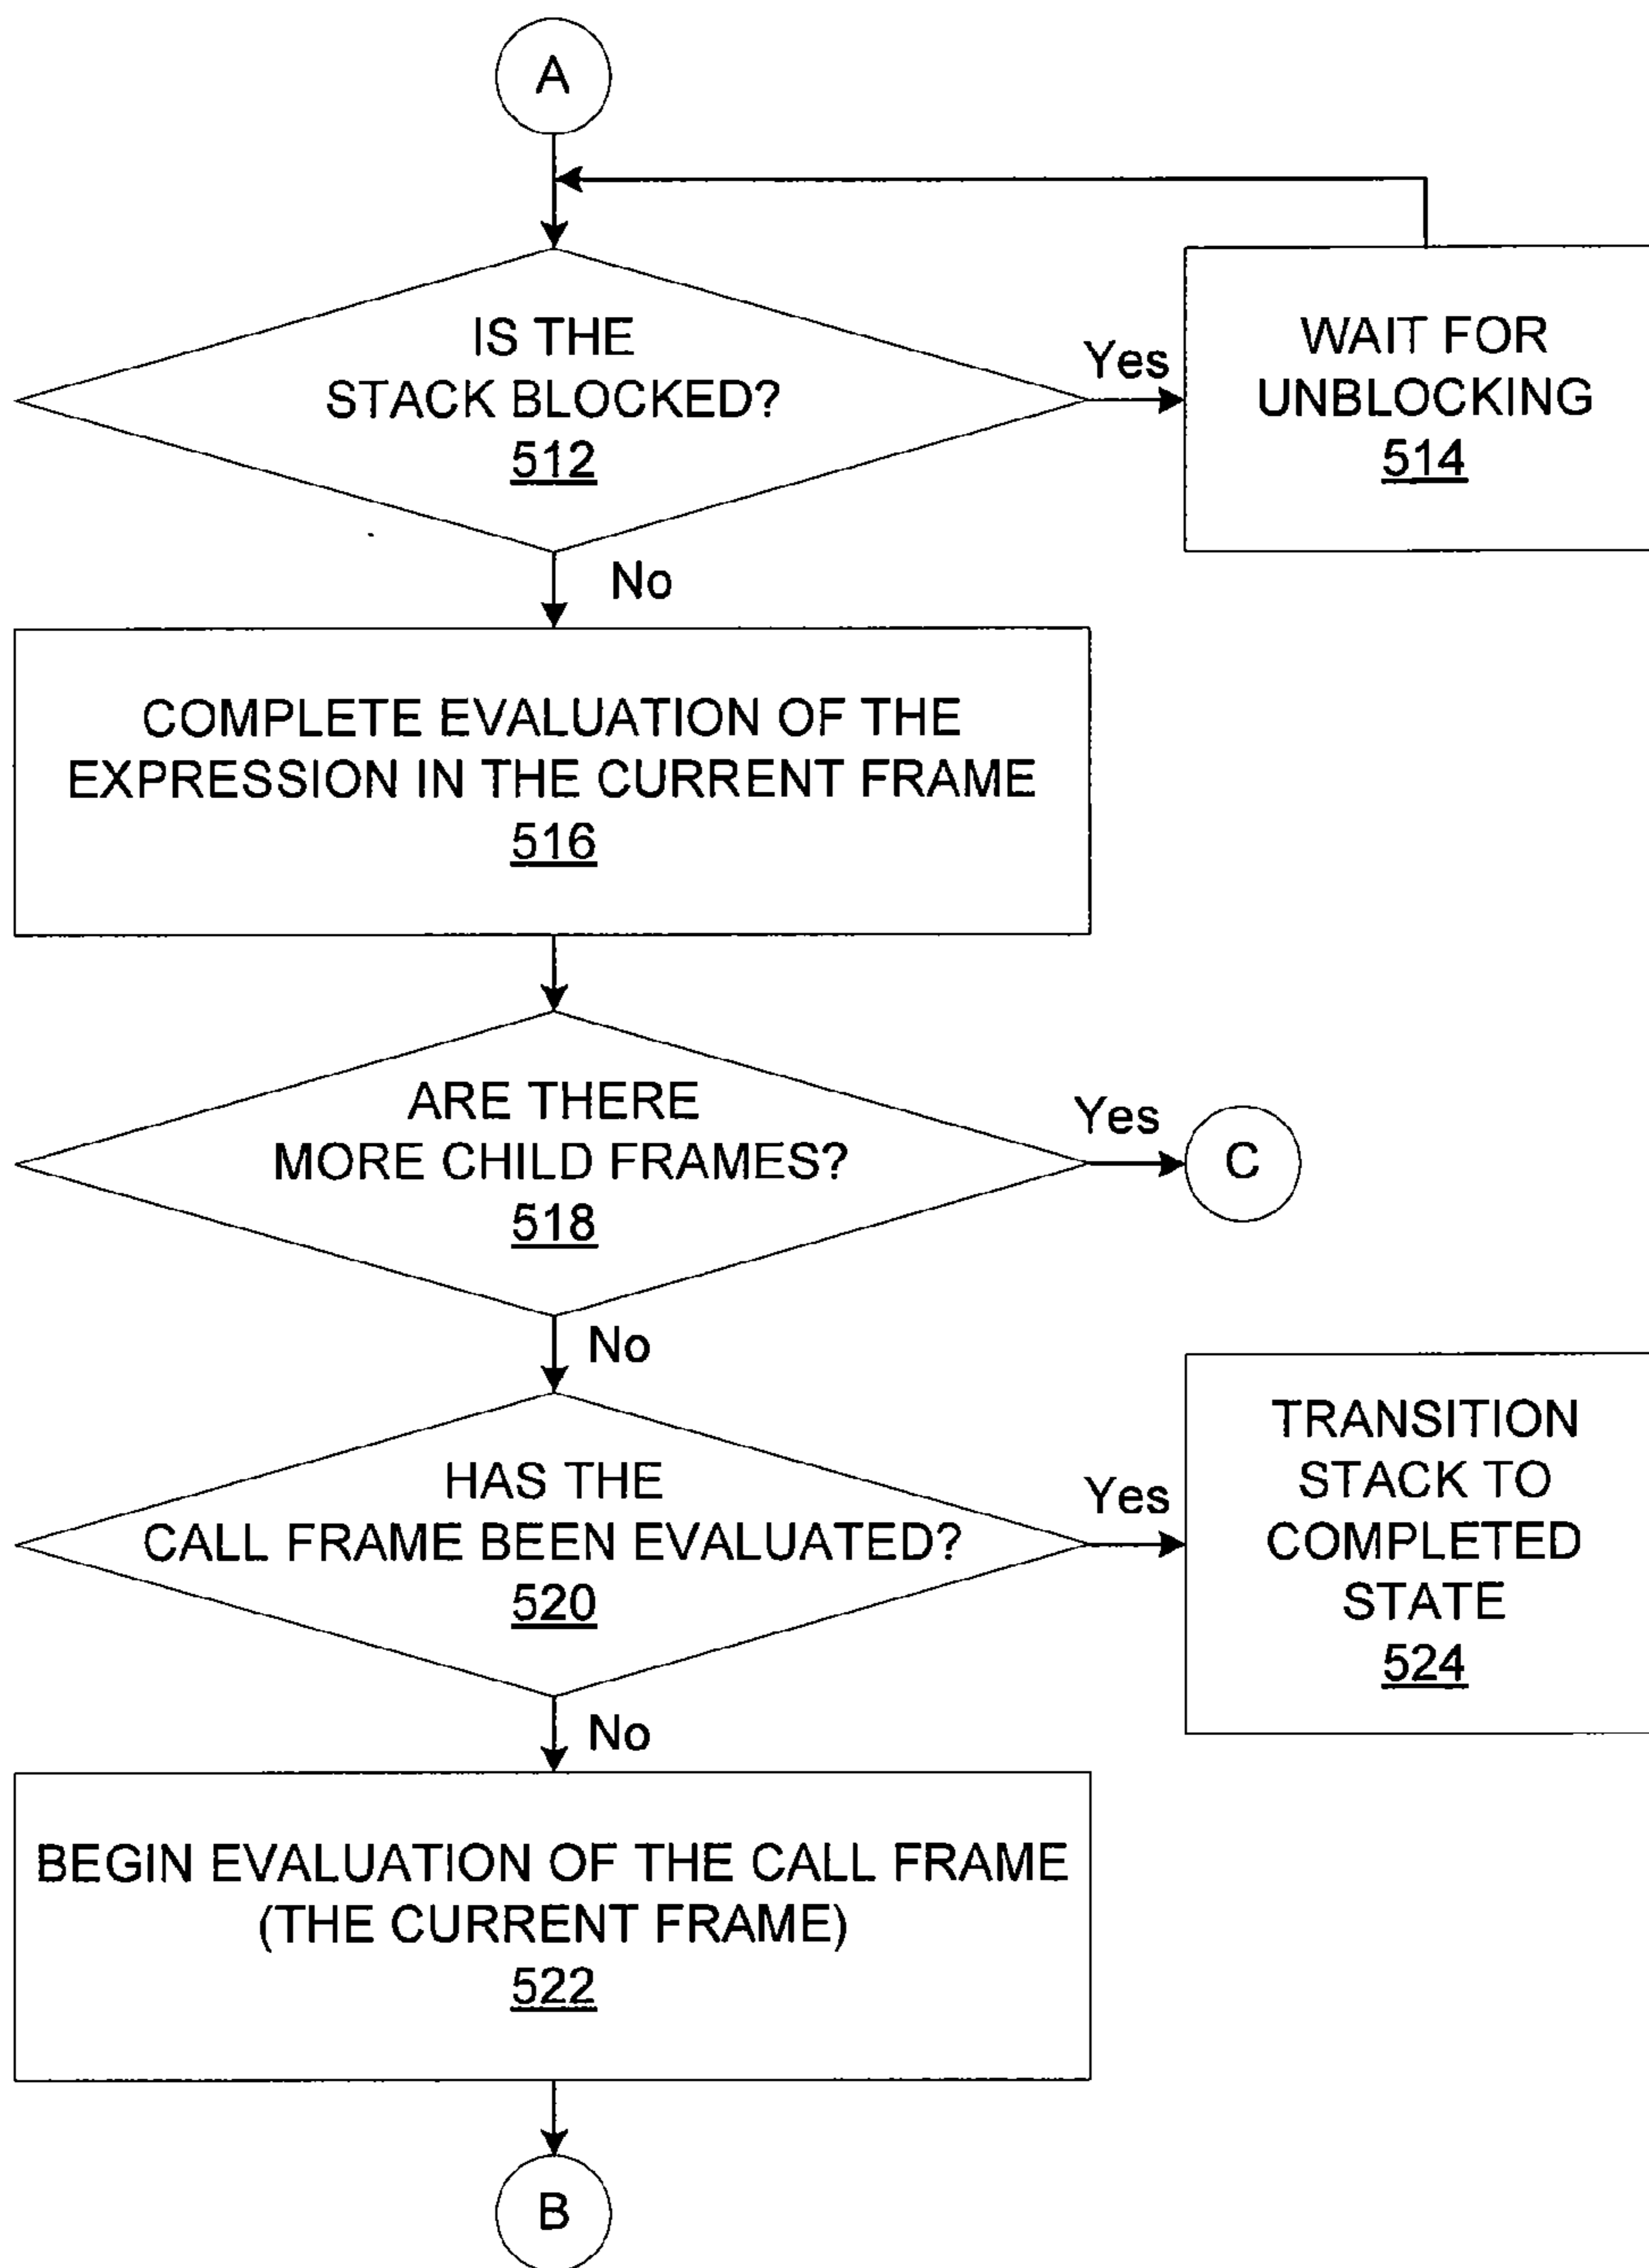 A
IS THE
STACK BLOCKED?
512
Yes
WAIT FOR
UNBLOCKING
514
No
COMPLETE EVALUATION OF THE
EXPRESSION IN THE CURRENT FRAME
516
ARE THERE
MORE CHILD FRAMES?
518
Yes
C
No
HAS THE
CALL FRAME BEEN EVALUATED?
520
Yes
TRANSITION
STACK TO
COMPLETED
STATE
524
No
BEGIN EVALUATION OF THE CALL FRAME
(THE CURRENT FRAME)
522
B